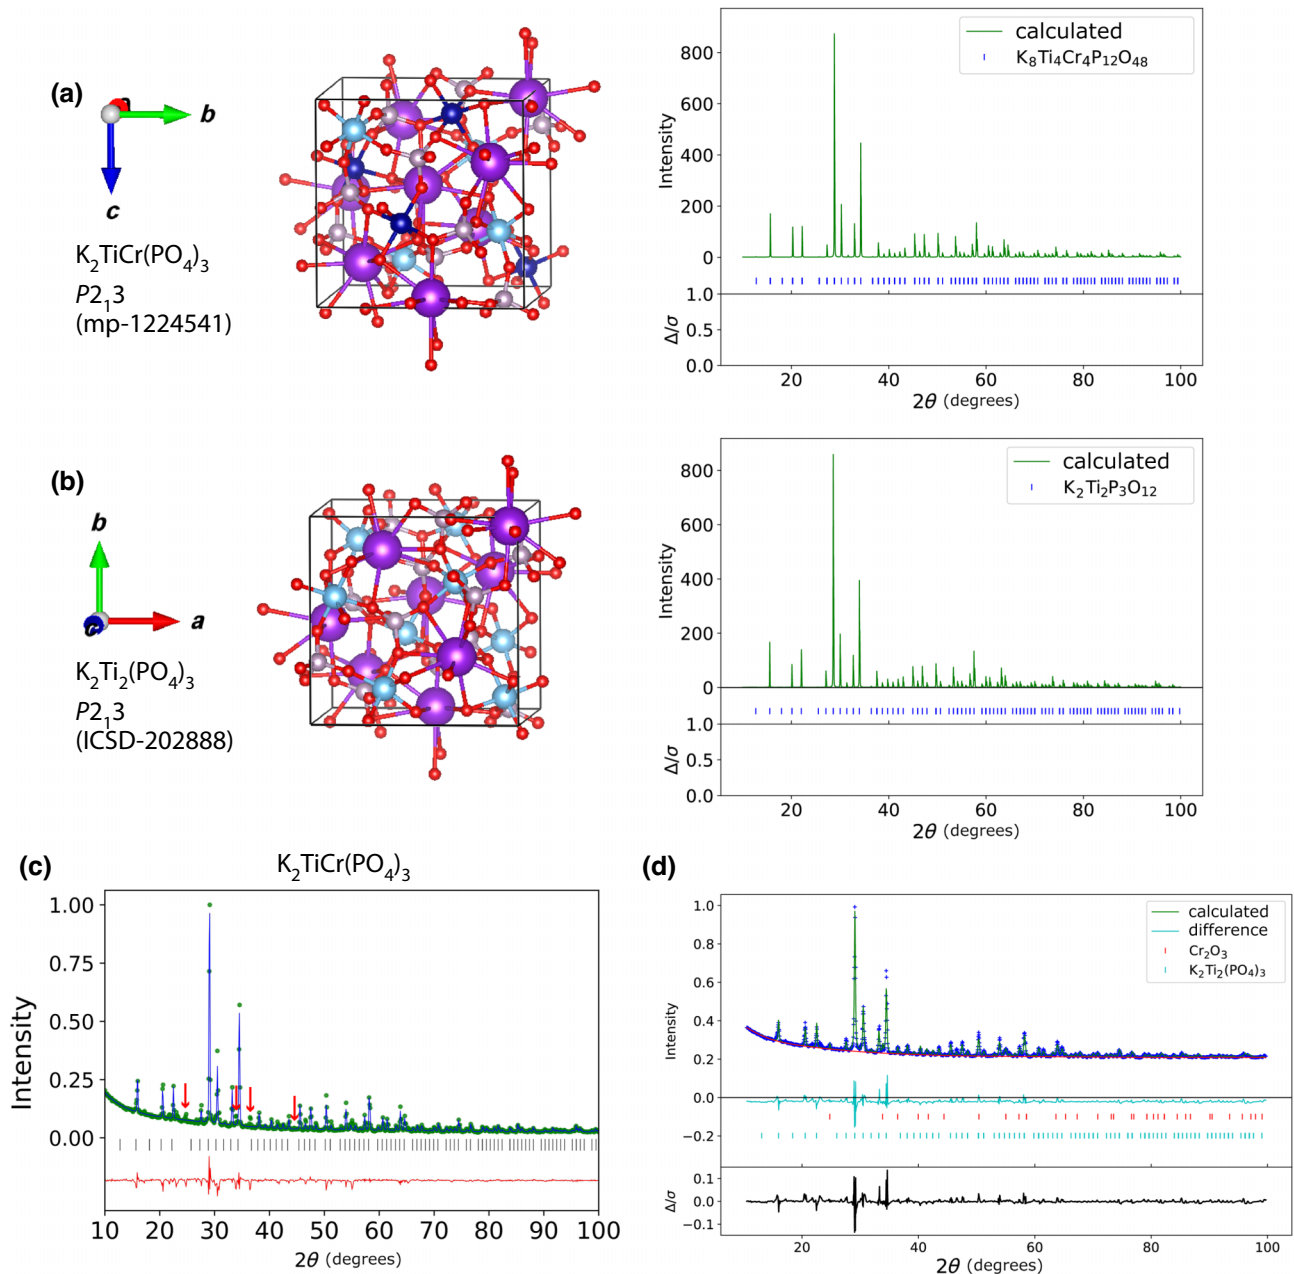 (a)
b
c
K₂TiCr(PO₄)₃
P2₁3
(mp-1224541)
calculated
K₈Ti₄Cr₄P₁₂O₄₈
Intensity
800
600
400
200
0
1.0
0.5
0.0
Δ/σ
20 40 60 80 100
2θ (degrees)
(b)
b
a
c
K₂Ti₂(PO₄)₃
P2₁3
(ICSD-202888)
calculated
K₂Ti₂P₃O₁₂
Intensity
800
600
400
200
0
1.0
0.5
0.0
Δ/σ
20 40 60 80 100
2θ (degrees)
(c)
K₂TiCr(PO₄)₃
Intensity
1.00
0.75
0.50
0.25
0.00
10 20 30 40 50 60 70 80 90 100
2θ (degrees)
(d)
calculated
difference
Cr₂O₃
K₂Ti₂(PO₄)₃
Intensity
1.0
0.8
0.6
0.4
0.2
0.0
−0.2
Δ/σ
0.1
0.0
−0.1
20 40 60 80 100
2θ (degrees)